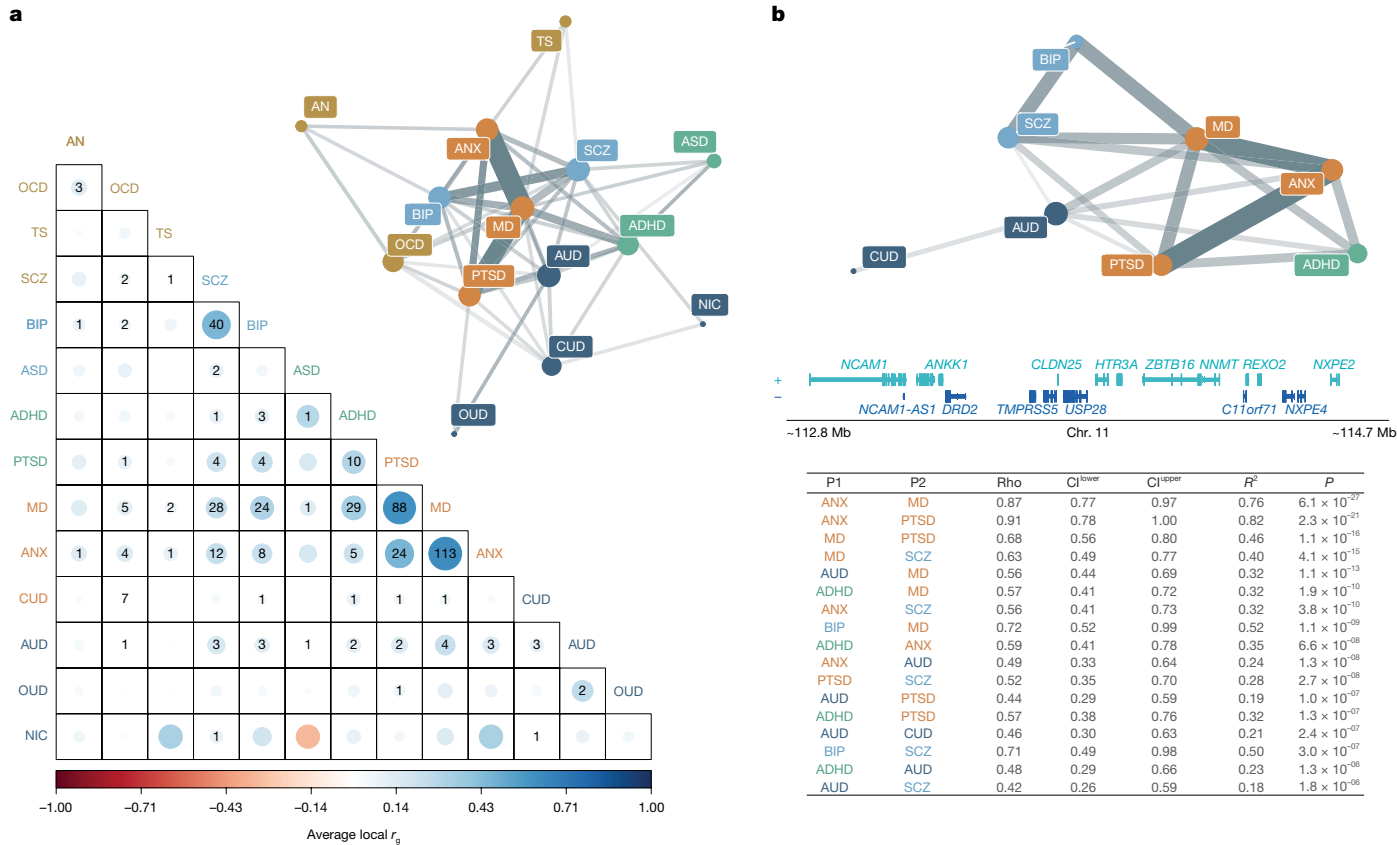 a
TS
AN
ANX
SCZ
ASD
BIP
MD
ADHD
OCD
AUD
PTSD
NIC
CUD
OUD
AN
OCD 3 OCD
TS TS
SCZ 2 1 SCZ
BIP 1 2 40 BIP
ASD 2 ASD
ADHD 1 3 1 ADHD
PTSD 1 4 4 10 PTSD
MD 5 2 28 24 1 29 88 MD
ANX 1 4 1 12 8 5 24 113 ANX
CUD 7 1 1 1 1 CUD
AUD 1 3 3 1 2 2 4 3 3 AUD
OUD 1 2 OUD
NIC 1 1
−1.00 −0.71 −0.43 −0.14 0.14 0.43 0.71 1.00
Average local rg
b
BIP
SCZ
MD
ANX
AUD
CUD
PTSD
ADHD
NCAM1 ANKK1 CLDN25 HTR3A ZBTB16 NNMT REXO2 NXPE2
+
−
NCAM1-AS1 DRD2 TMPRSS5 USP28 C11orf71 NXPE4
~112.8 Mb Chr. 11 ~114.7 Mb
P1 P2 Rho CI^lower CI^upper R² P
ANX MD 0.87 0.77 0.97 0.76 6.1 × 10⁻²⁷
ANX PTSD 0.91 0.78 1.00 0.82 2.3 × 10⁻²¹
MD PTSD 0.68 0.56 0.80 0.46 1.1 × 10⁻¹⁶
MD SCZ 0.63 0.49 0.77 0.40 4.1 × 10⁻¹⁵
AUD MD 0.56 0.44 0.69 0.32 1.1 × 10⁻¹³
ADHD MD 0.57 0.41 0.72 0.32 1.9 × 10⁻¹⁰
ANX SCZ 0.56 0.41 0.73 0.32 3.8 × 10⁻¹⁰
BIP MD 0.72 0.52 0.99 0.52 1.1 × 10⁻⁰⁹
ADHD ANX 0.59 0.41 0.78 0.35 6.6 × 10⁻⁰⁸
ANX AUD 0.49 0.33 0.64 0.24 1.3 × 10⁻⁰⁸
PTSD SCZ 0.52 0.35 0.70 0.28 2.7 × 10⁻⁰⁸
AUD PTSD 0.44 0.29 0.59 0.19 1.0 × 10⁻⁰⁷
ADHD PTSD 0.57 0.38 0.76 0.32 1.3 × 10⁻⁰⁷
AUD CUD 0.46 0.30 0.63 0.21 2.4 × 10⁻⁰⁷
BIP SCZ 0.71 0.49 0.98 0.50 3.0 × 10⁻⁰⁷
ADHD AUD 0.48 0.29 0.66 0.23 1.3 × 10⁻⁰⁶
AUD SCZ 0.42 0.26 0.59 0.18 1.8 × 10⁻⁰⁶